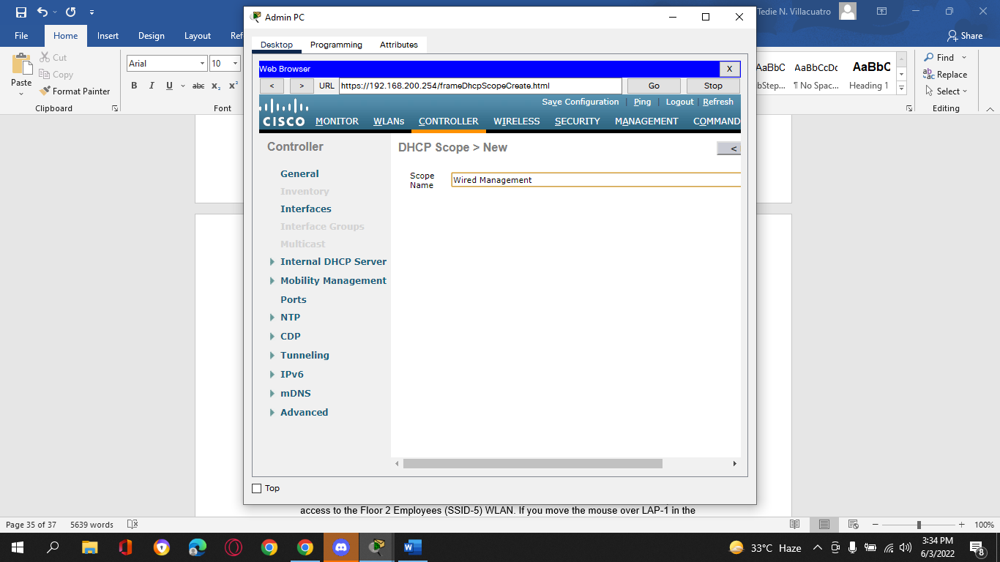 Tedie N. Villacuatro
File Home Insert Design Layout Ref Share
Paste
Cut
Copy
Format Painter
Clipboard
Arial 10
B I U abc x₂ x²
Font
AaBbC AaBbCcDc AaBbC
bStep... ¶ No Spac... Heading 1
Find
Replace
Select
Editing
Admin PC
Desktop Programming Attributes
Web Browser X
< > URL https://192.168.200.254/frameDhcpScopeCreate.html Go Stop
Save Configuration | Ping | Logout | Refresh
CISCO MONITOR WLANs CONTROLLER WIRELESS SECURITY MANAGEMENT COMMAND
Controller
General
Inventory
Interfaces
Interface Groups
Multicast
Internal DHCP Server
Mobility Management
Ports
NTP
CDP
Tunneling
IPv6
mDNS
Advanced
DHCP Scope > New <
Scope Name Wired Management
Top
access to the Floor 2 Employees (SSID-5) WLAN. If you move the mouse over LAP-1 in the
Page 35 of 37 5639 words 100%
33°C Haze
3:34 PM
6/3/2022
8